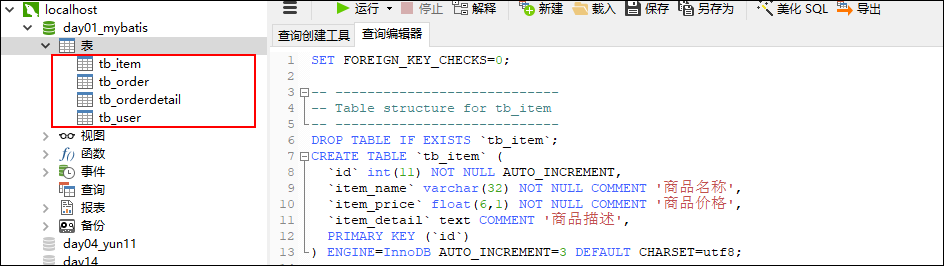 localhost
day01_mybatis
表
tb_item
tb_order
tb_orderdetail
tb_user
视图
函数
事件
查询
报表
备份
day04_yun11
day14
运行 停止 解释 新建 载入 保存 另存为 美化 SQL 导出
查询创建工具 查询编辑器
1 SET FOREIGN_KEY_CHECKS=0;
2
3 -- ----------------------------
4 -- Table structure for tb_item
5 -- ----------------------------
6 DROP TABLE IF EXISTS `tb_item`;
7 CREATE TABLE `tb_item` (
8 `id` int(11) NOT NULL AUTO_INCREMENT,
9 `item_name` varchar(32) NOT NULL COMMENT '商品名称',
10 `item_price` float(6,1) NOT NULL COMMENT '商品价格',
11 `item_detail` text COMMENT '商品描述',
12 PRIMARY KEY (`id`)
13 ) ENGINE=InnoDB AUTO_INCREMENT=3 DEFAULT CHARSET=utf8;